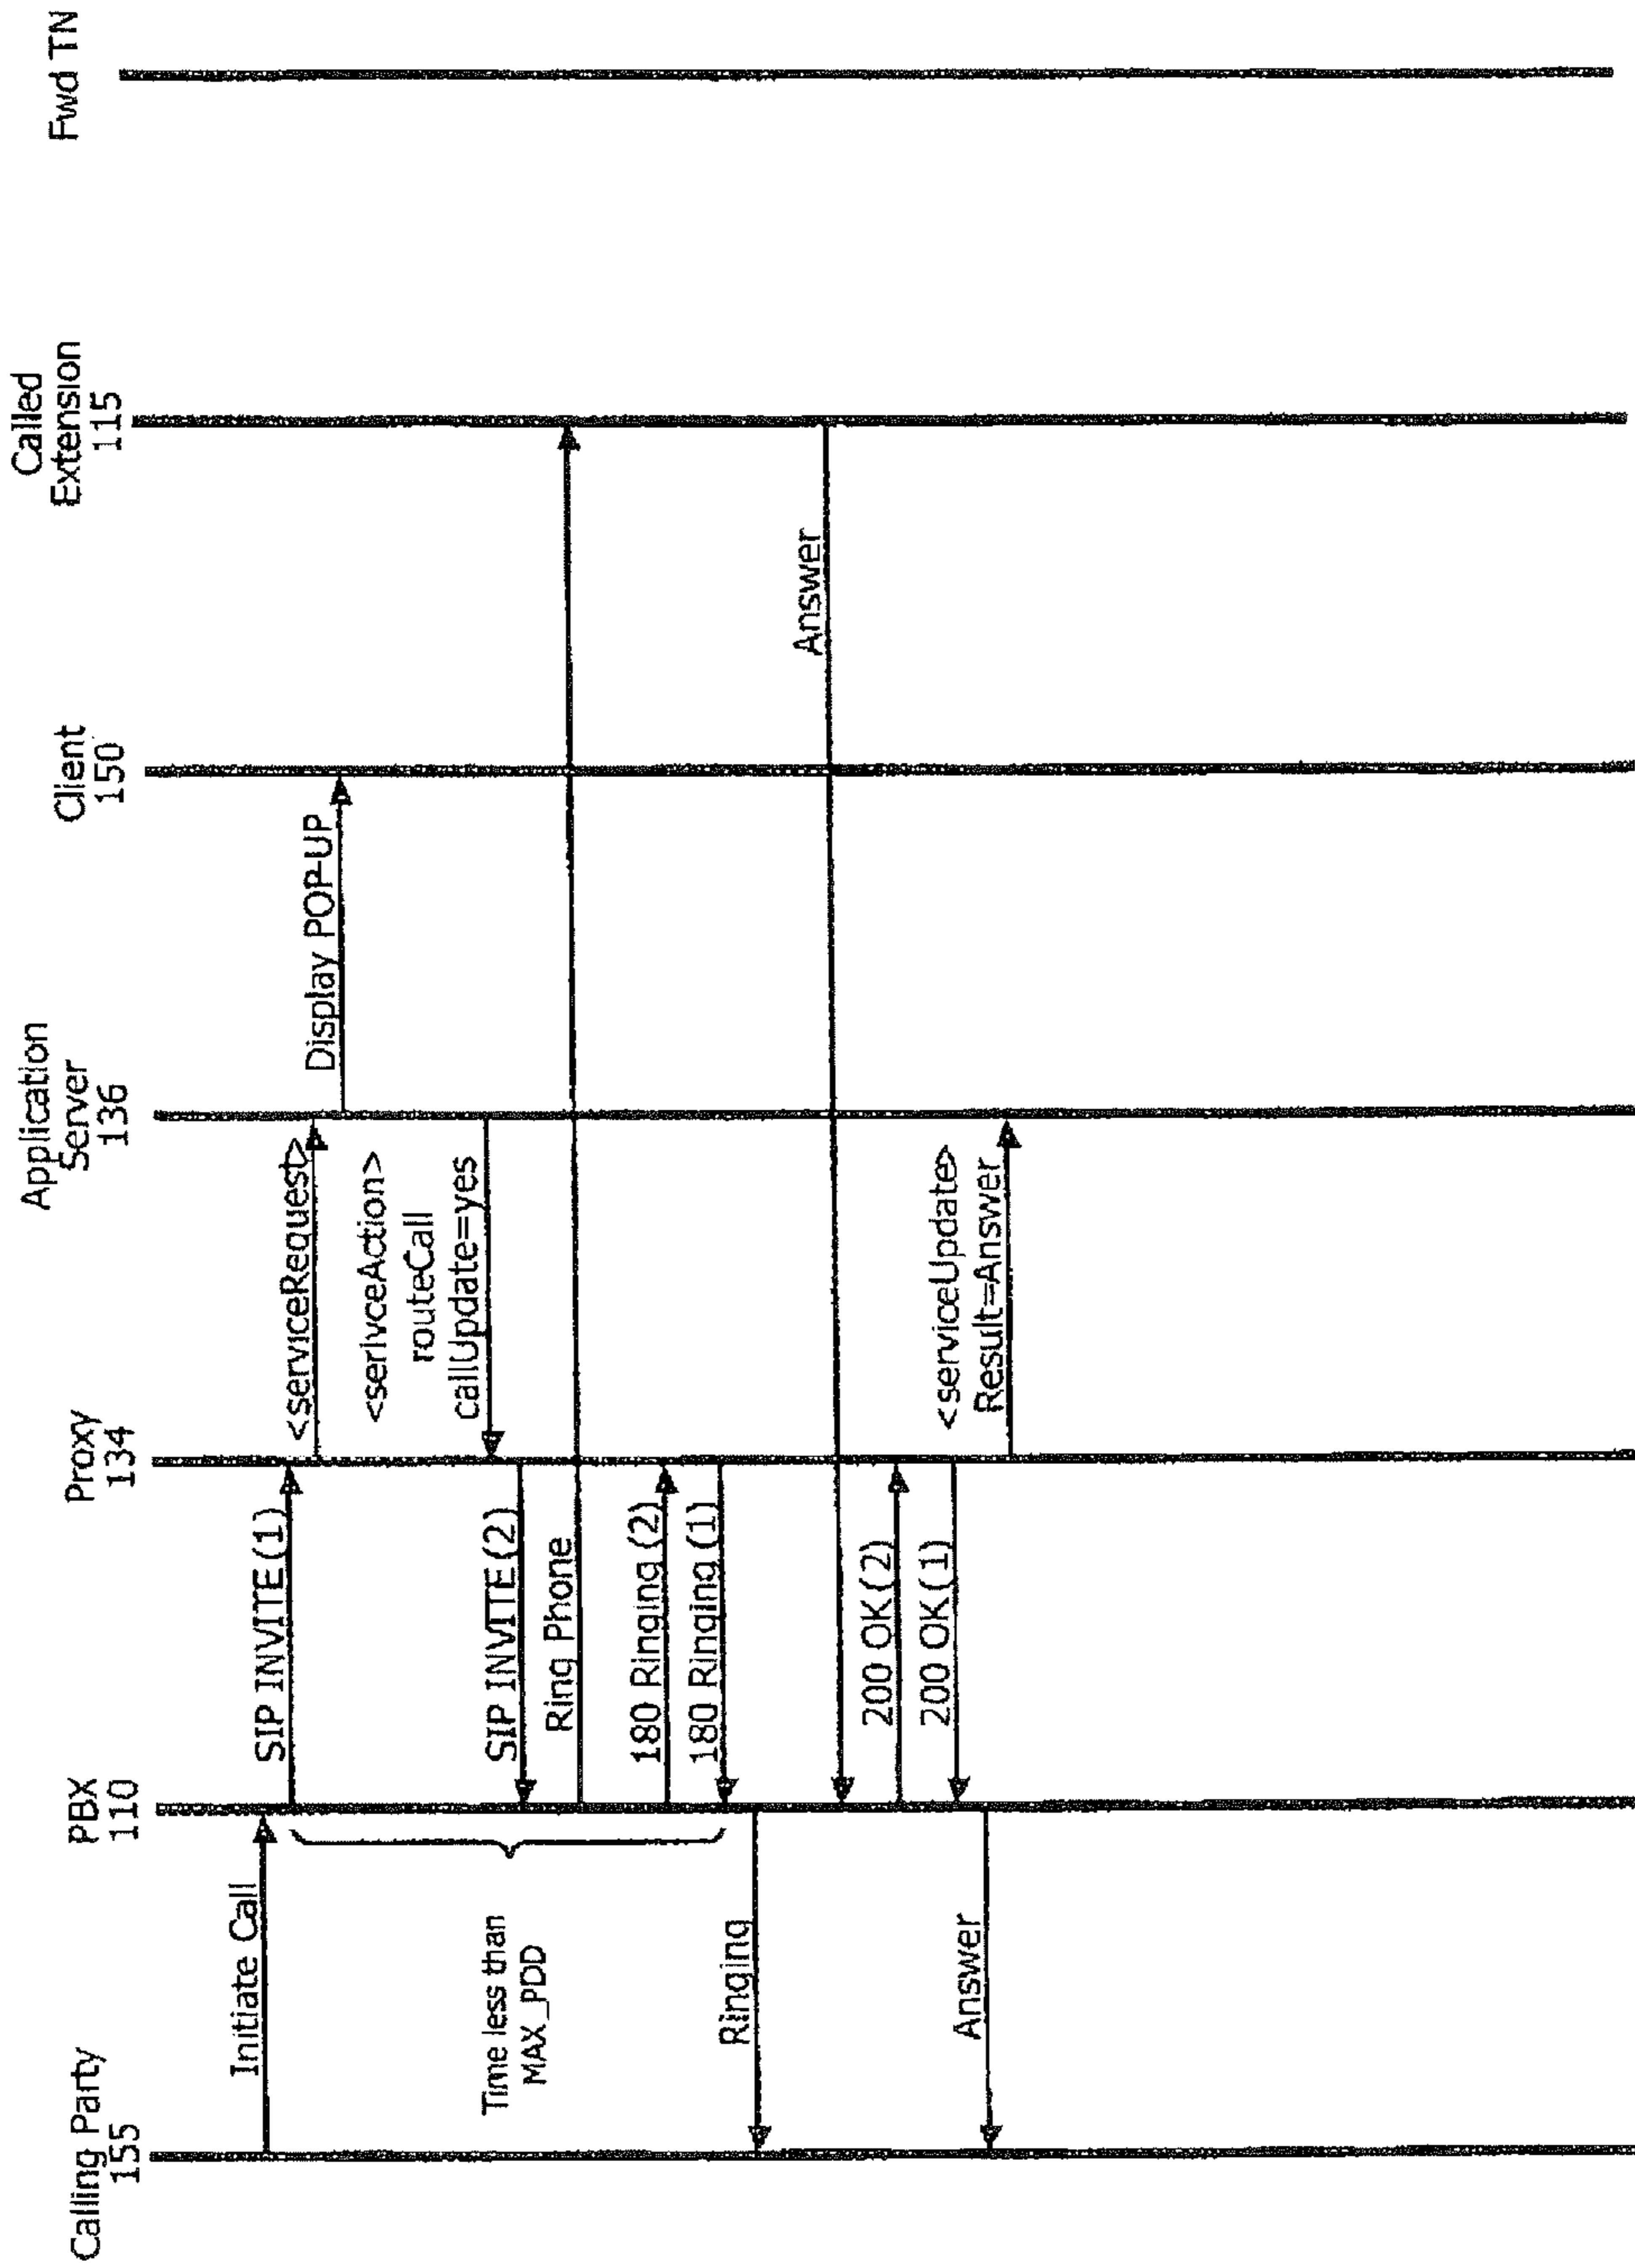 Calling Party
155
PBX
110
Proxy
134
Application
Server
136
Client
150
Called
Extension
115
Fwd TN
Initiate Call
SIP INVITE (1)
<serviceRequest>
Display POP-UP
<serivceAction>
routeCall
callUpdate=yes
Time less than
MAX_PDD
SIP INVITE (2)
Ring Phone
180 Ringing (2)
180 Ringing (1)
Ringing
Answer
200 OK (2)
200 OK (1)
Answer
<serviceUpdate>
Result=Answer